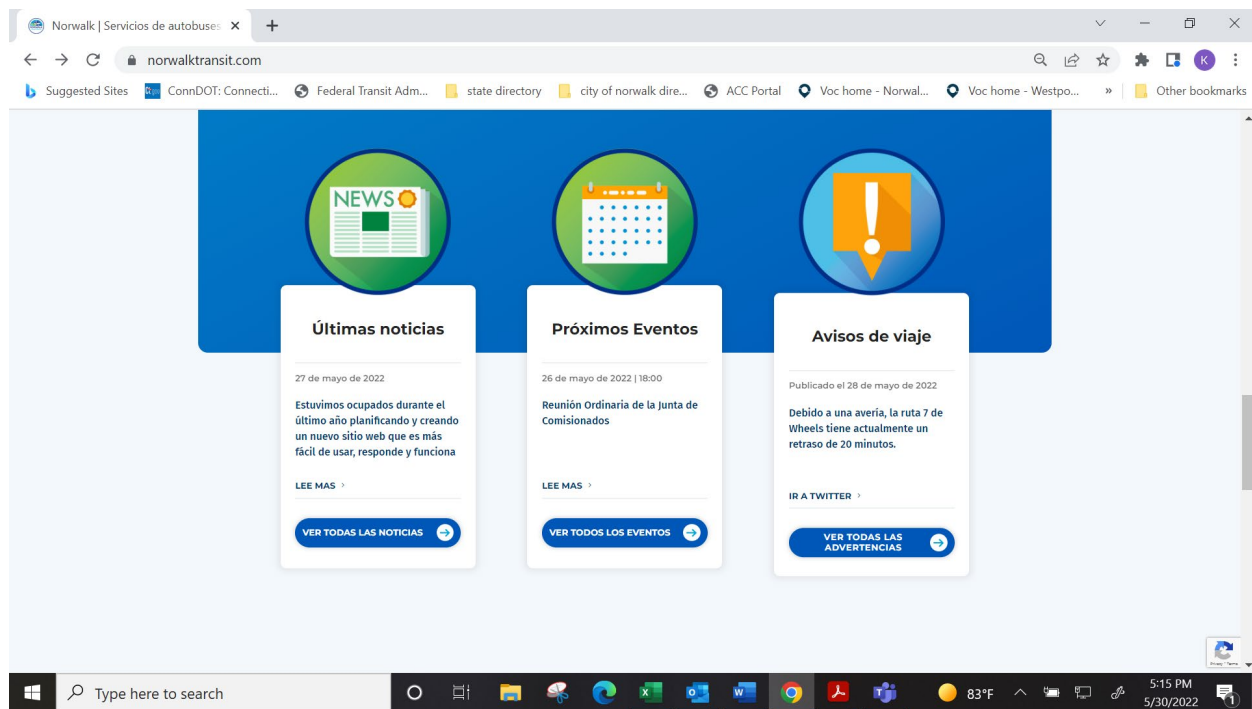 Norwalk | Servicios de autobuses
norwalktransit.com
K
Suggested Sites
ConnDOT: Connecti...
Federal Transit Adm...
state directory
city of norwalk dire...
ACC Portal
Voc home - Norwal...
Voc home - Westpo...
»
Other bookmarks
NEWS
Últimas noticias
27 de mayo de 2022
Estuvimos ocupados durante el
último año planificando y creando
un nuevo sitio web que es más
fácil de usar, responde y funciona
LEE MAS >
VER TODAS LAS NOTICIAS
Próximos Eventos
26 de mayo de 2022 | 18:00
Reunión Ordinaria de la Junta de
Comisionados
LEE MAS >
VER TODOS LOS EVENTOS
Avisos de viaje
Publicado el 28 de mayo de 2022
Debido a una avería, la ruta 7 de
Wheels tiene actualmente un
retraso de 20 minutos.
IR A TWITTER >
VER TODAS LAS
ADVERTENCIAS
Type here to search
83°F
5:15 PM
5/30/2022
1